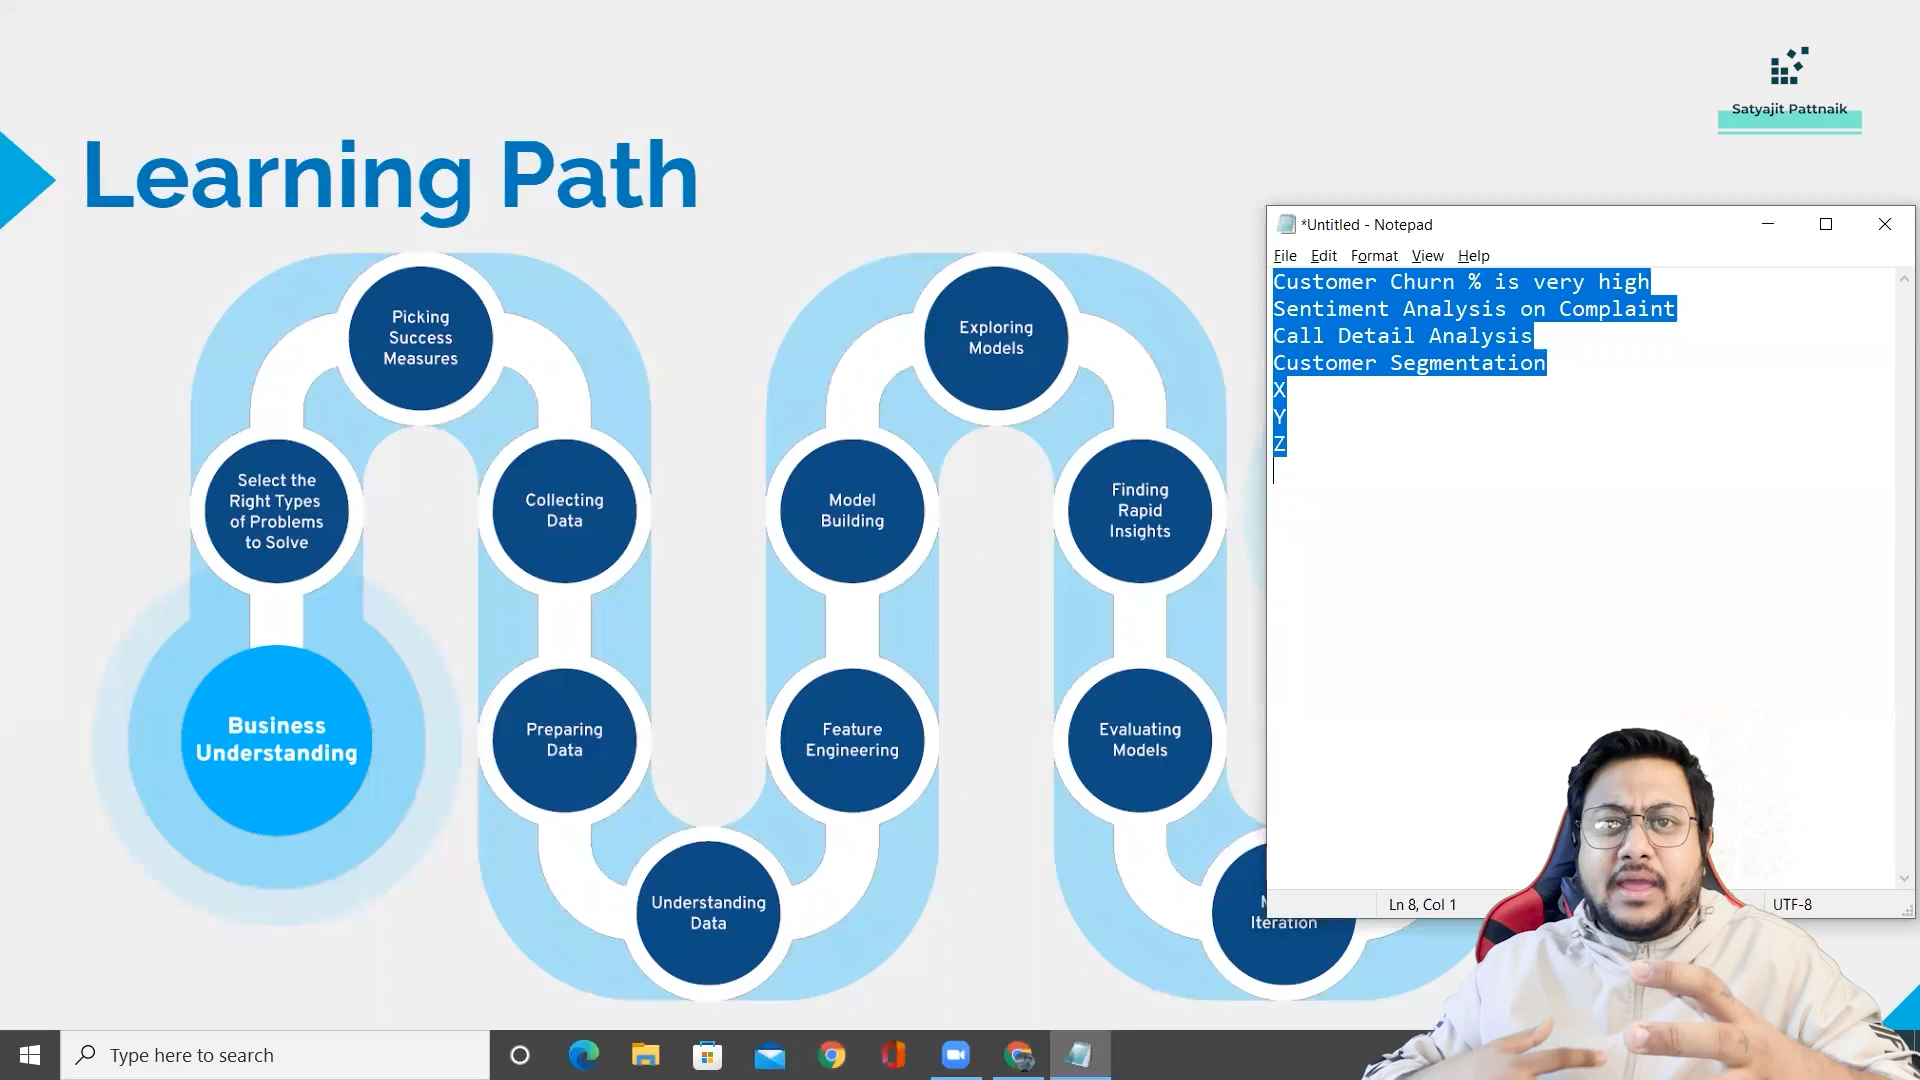 Satyajit Pattnaik
Learning Path
*Untitled - Notepad
File Edit Format View Help
Customer Churn % is very high
Sentiment Analysis on Complaint
Call Detail Analysis
Customer Segmentation
X
Y
Z
Ln 8, Col 1
UTF-8
Business
Understanding
Select the
Right Types
of Problems
to Solve
Picking
Success
Measures
Collecting
Data
Preparing
Data
Understanding
Data
Feature
Engineering
Model
Building
Exploring
Models
Finding
Rapid
Insights
Evaluating
Models
Iteration
Type here to search